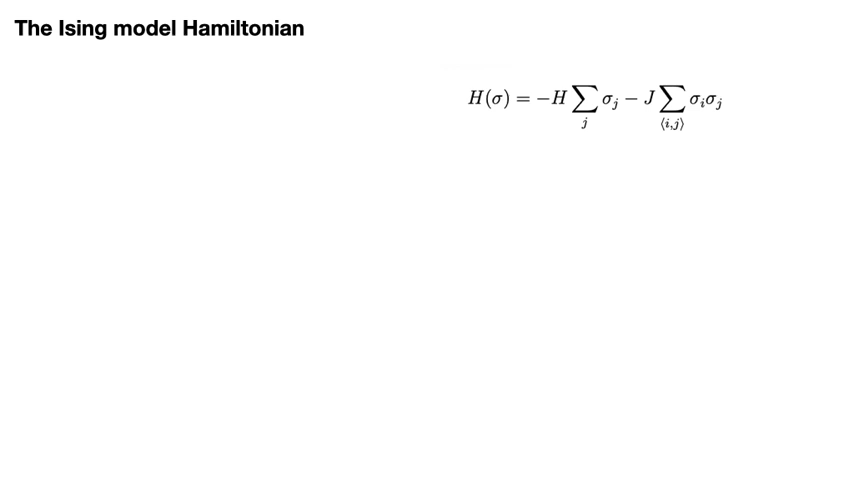 The Ising model Hamiltonian
H(σ) = −H ∑_j σ_j − J ∑_⟨i,j⟩ σ_i σ_j